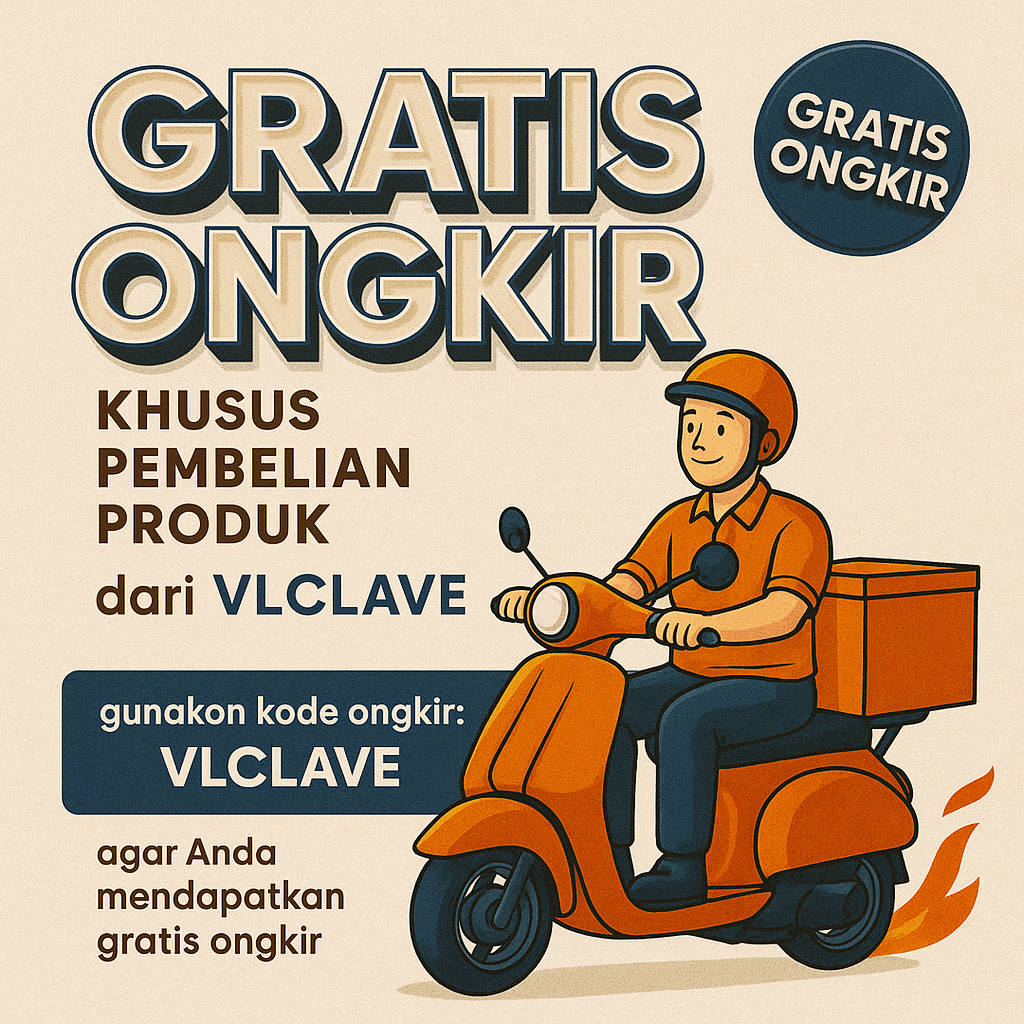 GRATIS
ONGKIR
GRATIS
ONGKIR
KHUSUS
PEMBELIAN
PRODUK
dari VLCLAVE
gunakon kode ongkir:
VLCLAVE
agar Anda
mendapatkan
gratis ongkir